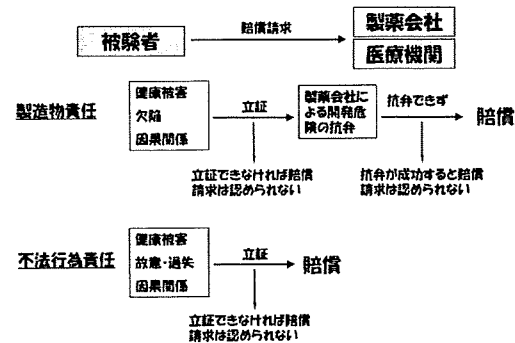 被験者
賠償請求
製薬会社
医療機関
製造物責任
健康被害
欠陥
因果関係
立証
製薬会社に
よる開発危
険の抗弁
抗弁できず
賠償
立証できなければ賠償
請求は認められない
抗弁が成功すると賠償
請求は認められない
不法行為責任
健康被害
故意・過失
因果関係
立証
賠償
立証できなければ賠償
請求は認められない